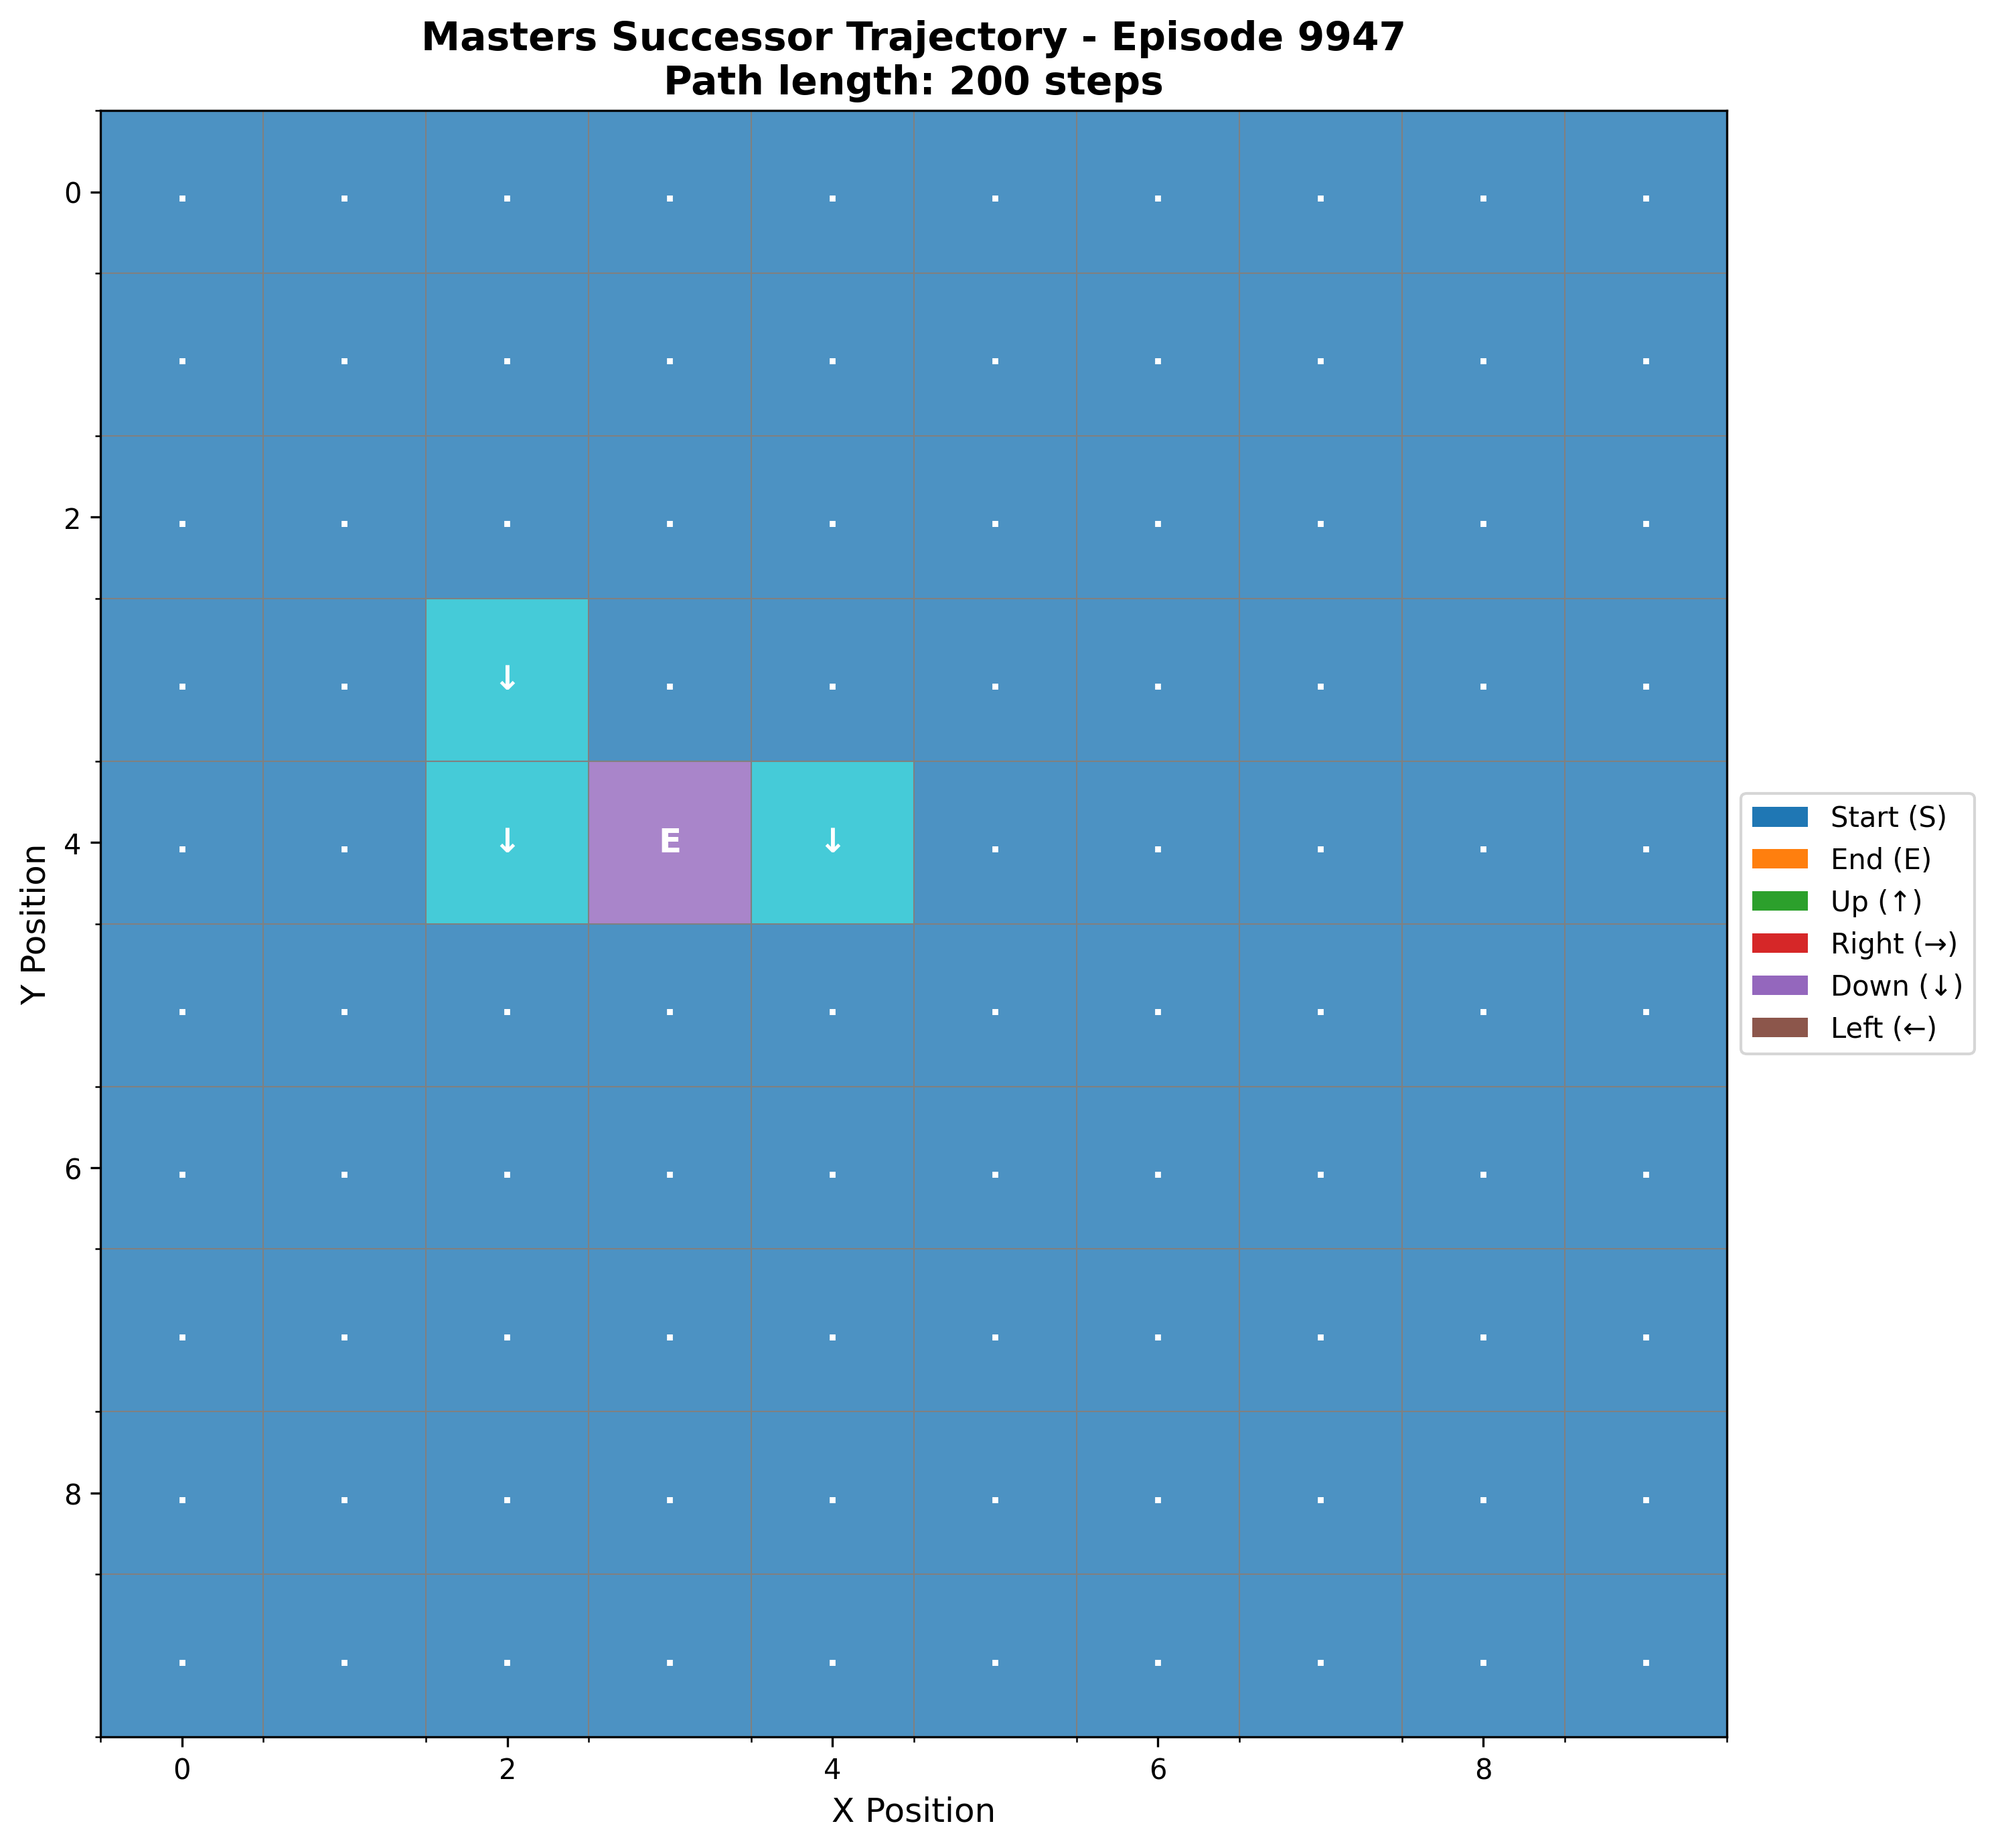 Masters Successor Trajectory - Episode 9947
Path length: 200 steps
0
2
↓
4
↓ E ↓
6
8
0 2 4 6 8
X Position
Y Position
Start (S)
End (E)
Up (↑)
Right (→)
Down (↓)
Left (←)